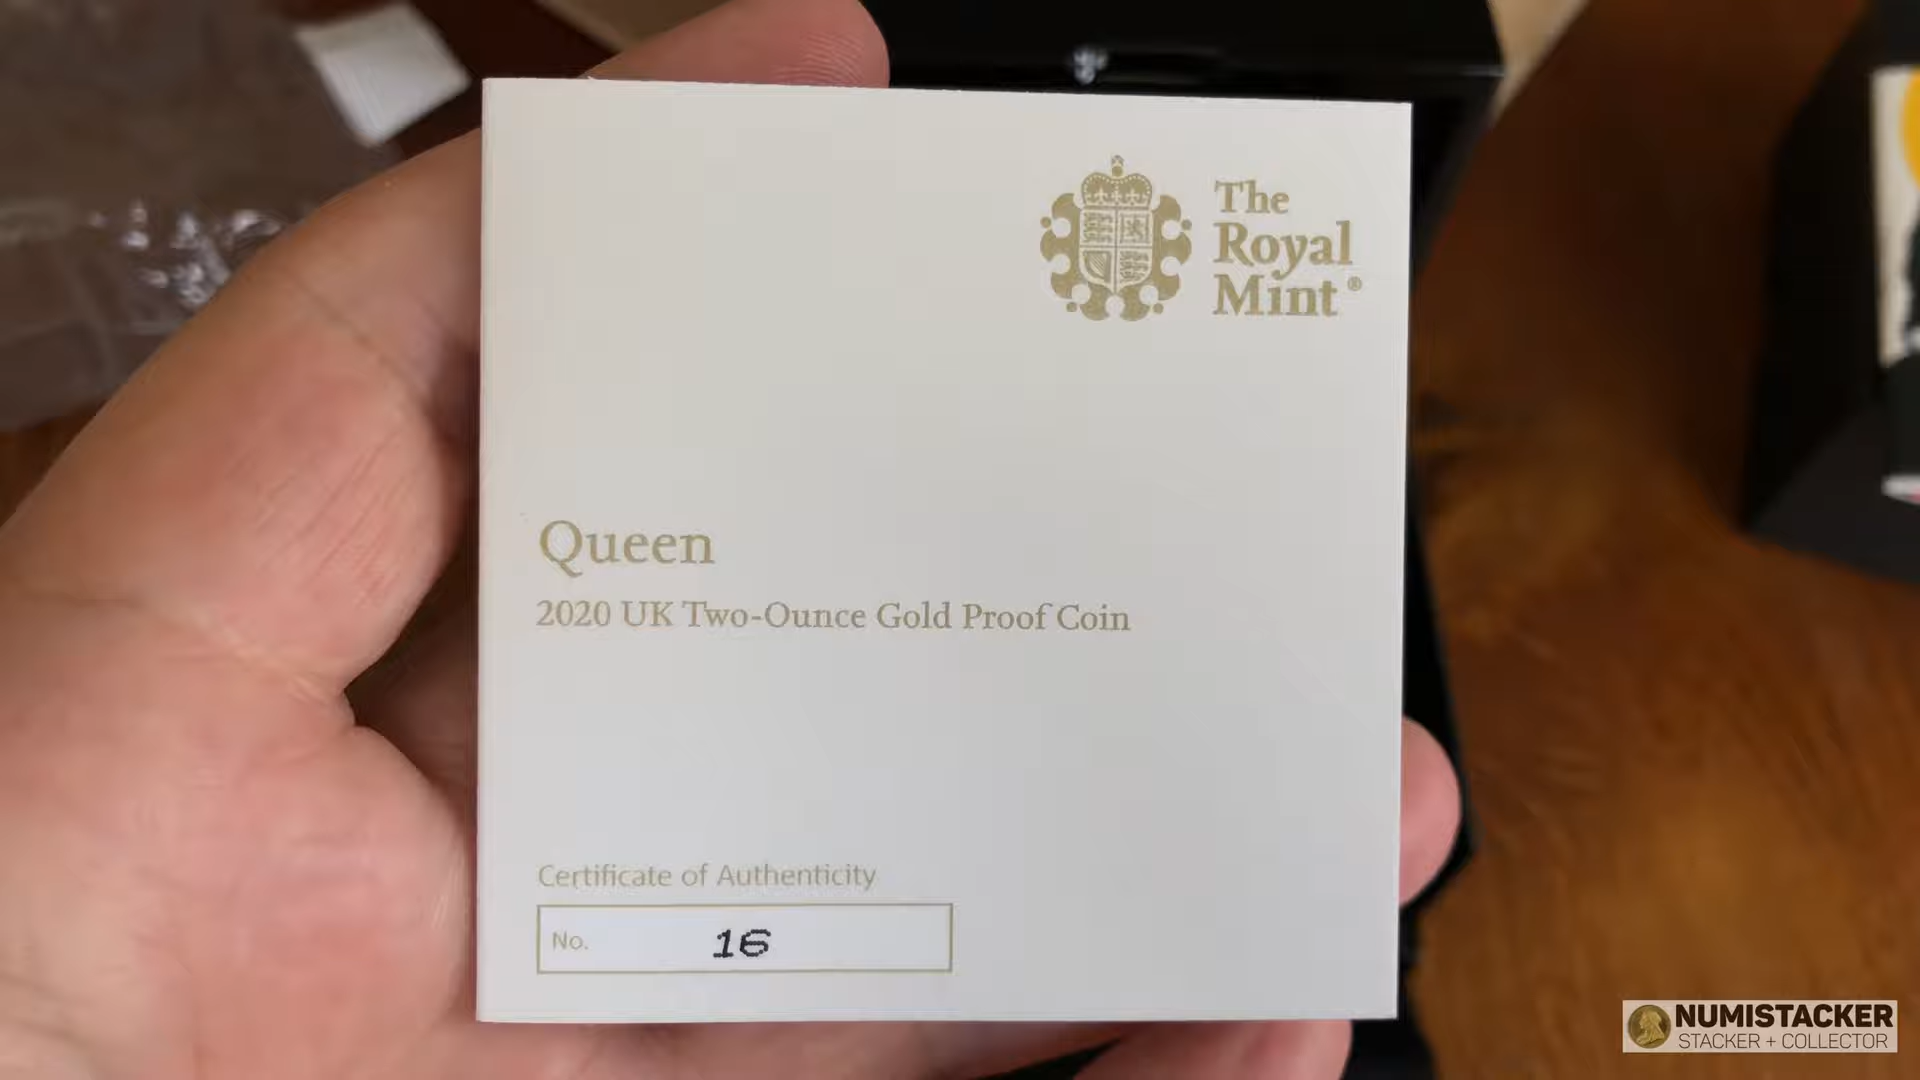 The
Royal
Mint®
Queen
2020 UK Two-Ounce Gold Proof Coin
Certificate of Authenticity
No. 16
NUMISTACKER
STACKER + COLLECTOR